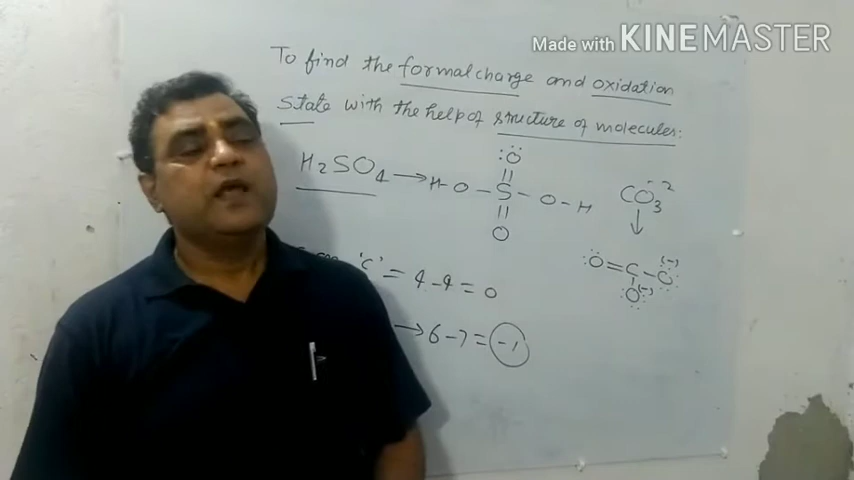 Made with KINEMASTER
To find the formal charge and oxidation
state with the help of structure of molecules:
:Ö
H₂SO₄ → H-O-S-O-H
O
CO₃⁻²
:Ö=C-O: (-)
:O: (-)
'C' = 4-4=0
→ 6-7= -1